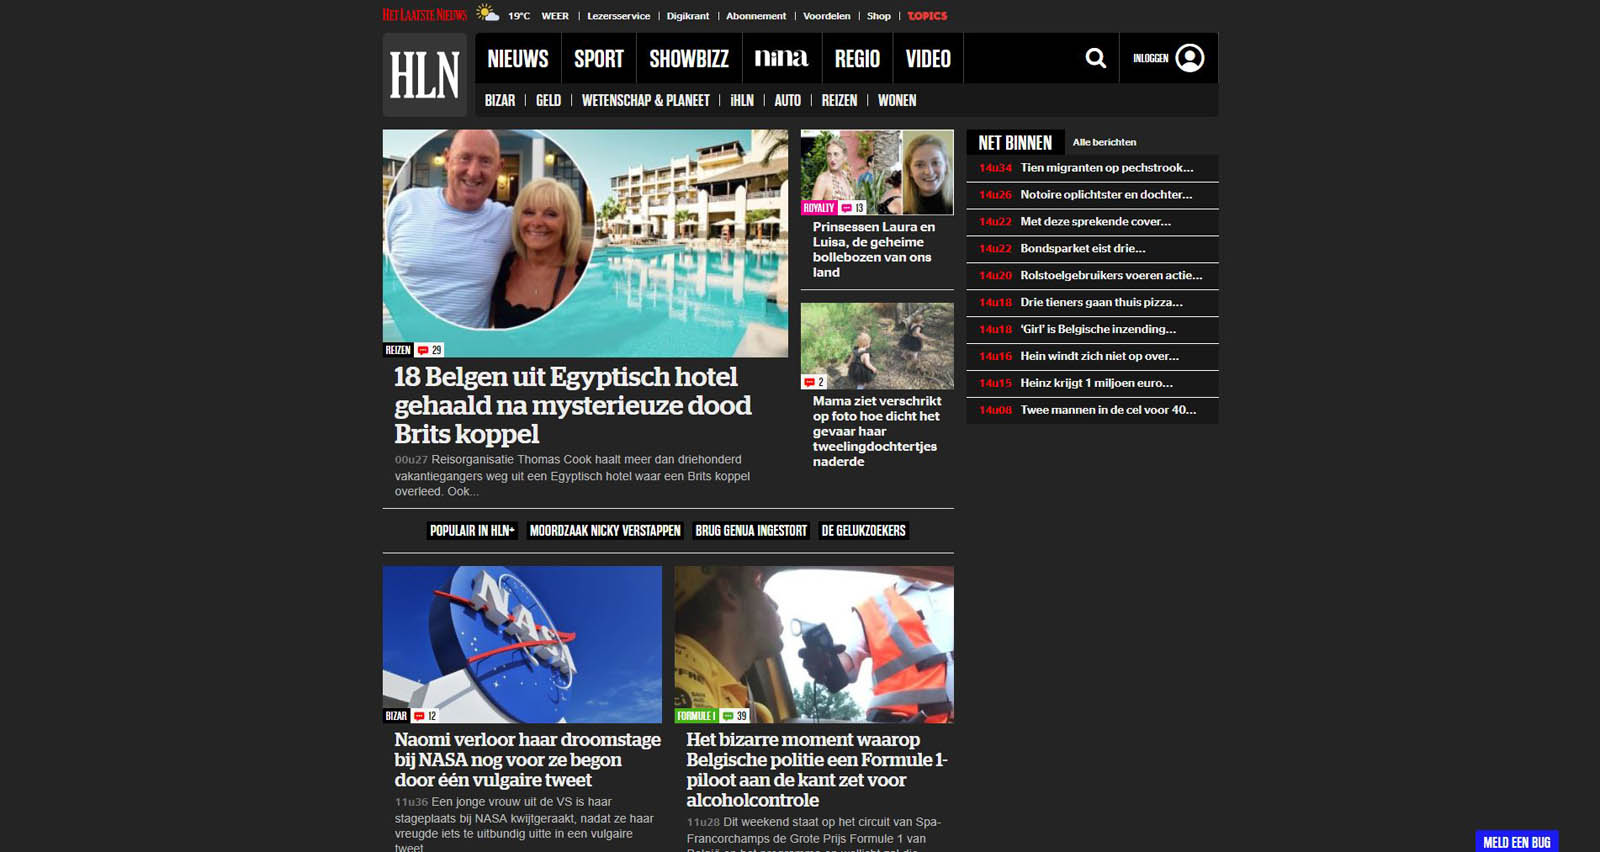 HET LAATSTE NIEUWS
19°C WEER | Lezersservice | Digikrant | Abonnement | Voordelen | Shop | TOPICS
HLN
NIEUWS SPORT SHOWBIZZ nina REGIO VIDEO
INLOGGEN
BIZAR | GELD | WETENSCHAP & PLANEET | iHLN | AUTO | REIZEN | WONEN
REIZEN 29
18 Belgen uit Egyptisch hotel
gehaald na mysterieuze dood
Brits koppel
00u27 Reisorganisatie Thomas Cook haalt meer dan driehonderd
vakantiegangers weg uit een Egyptisch hotel waar een Brits koppel
overleed. Ook...
ROYALTY 13
Prinsessen Laura en
Luisa, de geheime
bollebozen van ons
land
2
Mama ziet verschrikt
op foto hoe dicht het
gevaar haar
tweelingdochtertjes
naderde
NET BINNEN Alle berichten
14u34 Tien migranten op pechstrook...
14u26 Notoire oplichtster en dochter...
14u22 Met deze sprekende cover...
14u22 Bondsparket eist drie...
14u20 Rolstoelgebruikers voeren actie...
14u18 Drie tieners gaan thuis pizza...
14u18 'Girl' is Belgische inzending...
14u16 Hein windt zich niet op over...
14u15 Heinz krijgt 1 miljoen euro...
14u08 Twee mannen in de cel voor 40...
POPULAIR IN HLN+ MOORDZAAK NICKY VERSTAPPEN BRUG GENUA INGESTORT DE GELUKZOEKERS
NASA
BIZAR 12
Naomi verloor haar droomstage
bij NASA nog voor ze begon
door één vulgaire tweet
11u36 Een jonge vrouw uit de VS is haar
stageplaats bij NASA kwijtgeraakt, nadat ze haar
vreugde iets te uitbundig uitte in een vulgaire
tweet
FORMULE 1 39
Het bizarre moment waarop
Belgische politie een Formule 1-
piloot aan de kant zet voor
alcoholcontrole
11u28 Dit weekend staat op het circuit van Spa-
Francorchamps de Grote Prijs Formule 1 van
België op het programma en wellicht zal die
MELD EEN BUG